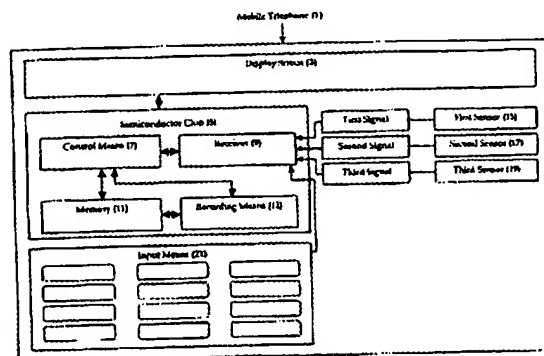 Mobile Telephone (1)
Display Screen (3)
Semiconductor Chip (5)
Control Means (7)
Receiver (9)
First Signal
First Sensor (15)
Second Signal
Second Sensor (17)
Third Signal
Third Sensor (19)
Memory (11)
Recording Means (13)
Input Means (21)